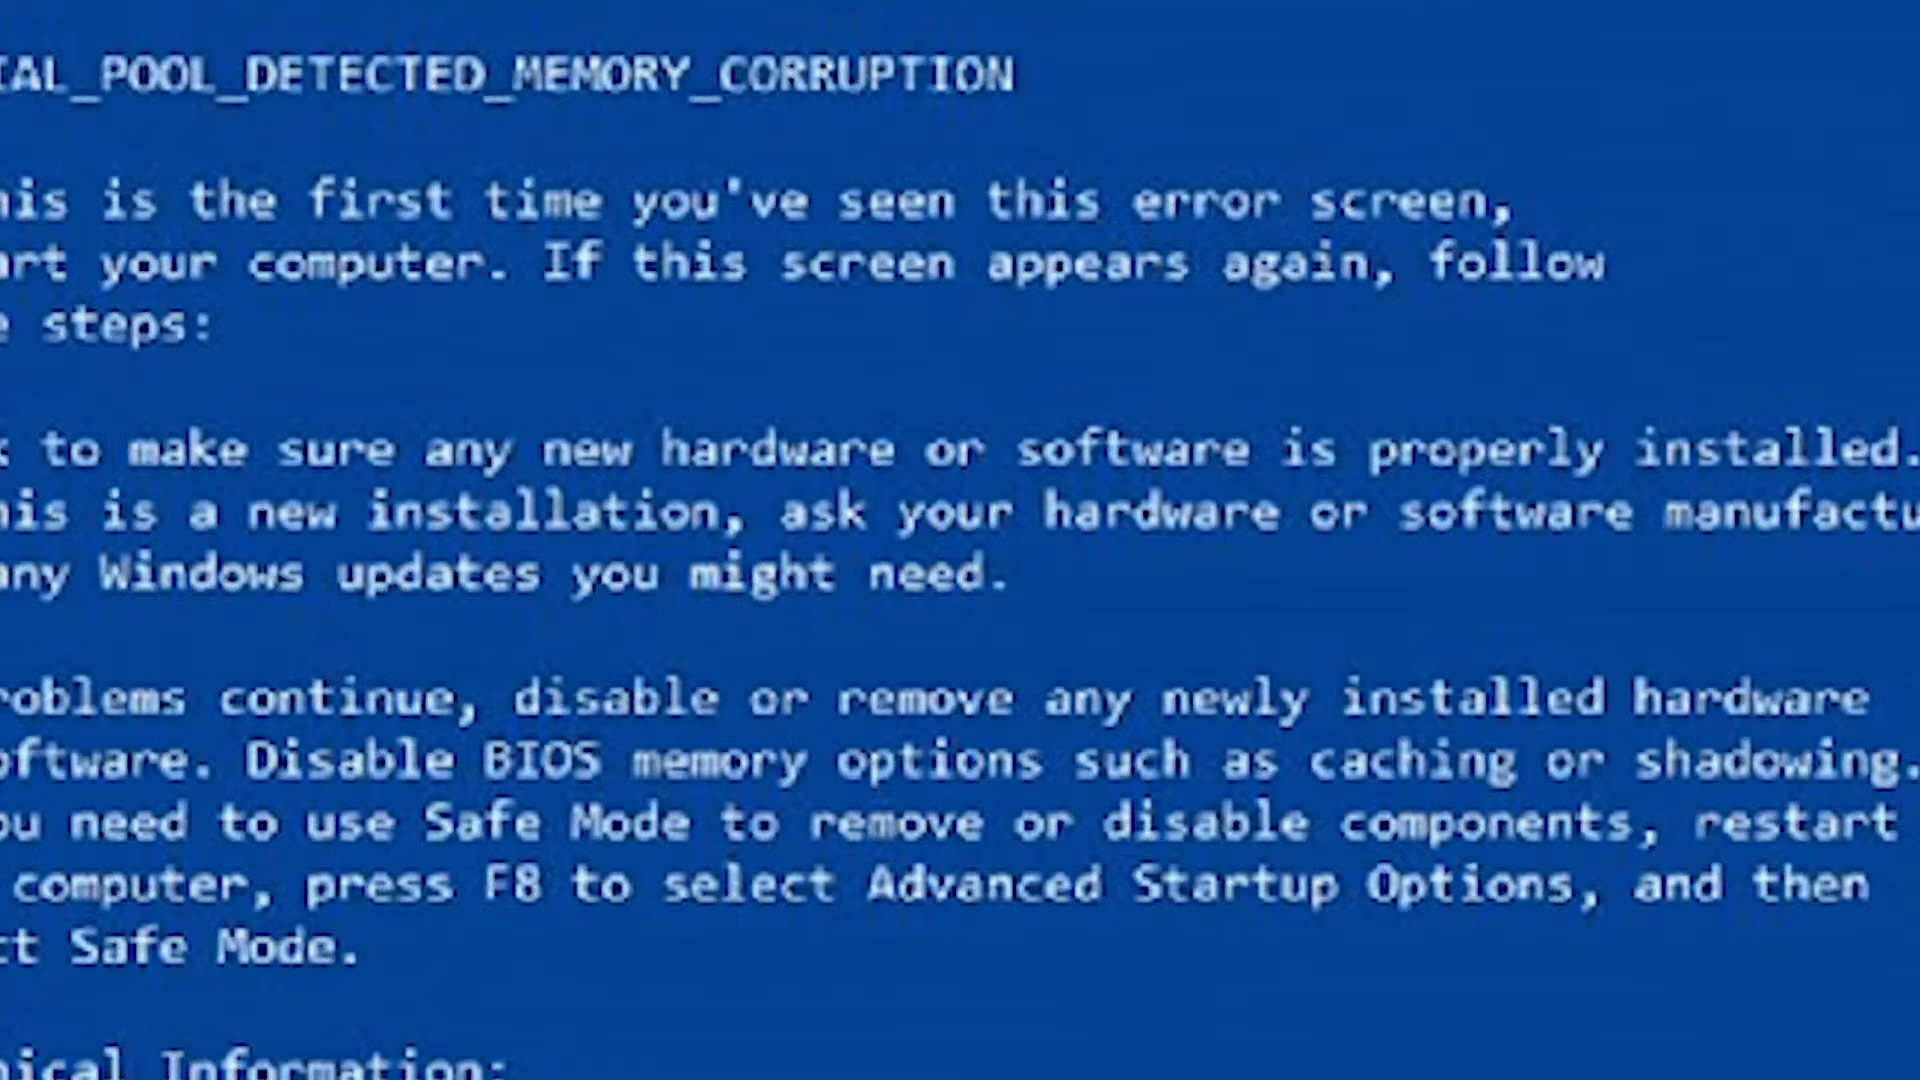 IAL_POOL_DETECTED_MEMORY_CORRUPTION
his is the first time you've seen this error screen,
art your computer. If this screen appears again, follow
e steps:
k to make sure any new hardware or software is properly installed.
his is a new installation, ask your hardware or software manufactu
any Windows updates you might need.
roblems continue, disable or remove any newly installed hardware
oftware. Disable BIOS memory options such as caching or shadowing.
ou need to use Safe Mode to remove or disable components, restart
computer, press F8 to select Advanced Startup Options, and then
ct Safe Mode.
nical Information: